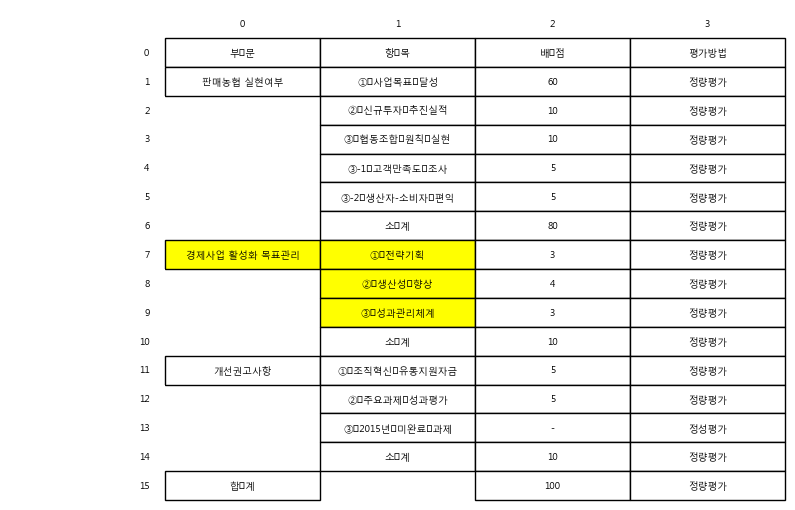 0 1 2 3
0 부□문 항□목 배□점 평가방법
1 판매농협 실현여부 ①□사업목표□달성 60 정량평가
2 ②□신규투자□추진실적 10 정량평가
3 ③□협동조합□원칙□실현 10 정량평가
4 ③-1□고객만족도□조사 5 정량평가
5 ③-2□생산자-소비자□편익 5 정량평가
6 소□계 80 정량평가
7 경제사업 활성화 목표관리 ①□전략기획 3 정량평가
8 ②□생산성□향상 4 정량평가
9 ③□성과관리체계 3 정량평가
10 소□계 10 정량평가
11 개선권고사항 ①□조직혁신□유통지원자금 5 정량평가
12 ②□주요과제□성과평가 5 정량평가
13 ③□2015년□미완료□과제 - 정성평가
14 소□계 10 정량평가
15 합□계 100 정량평가